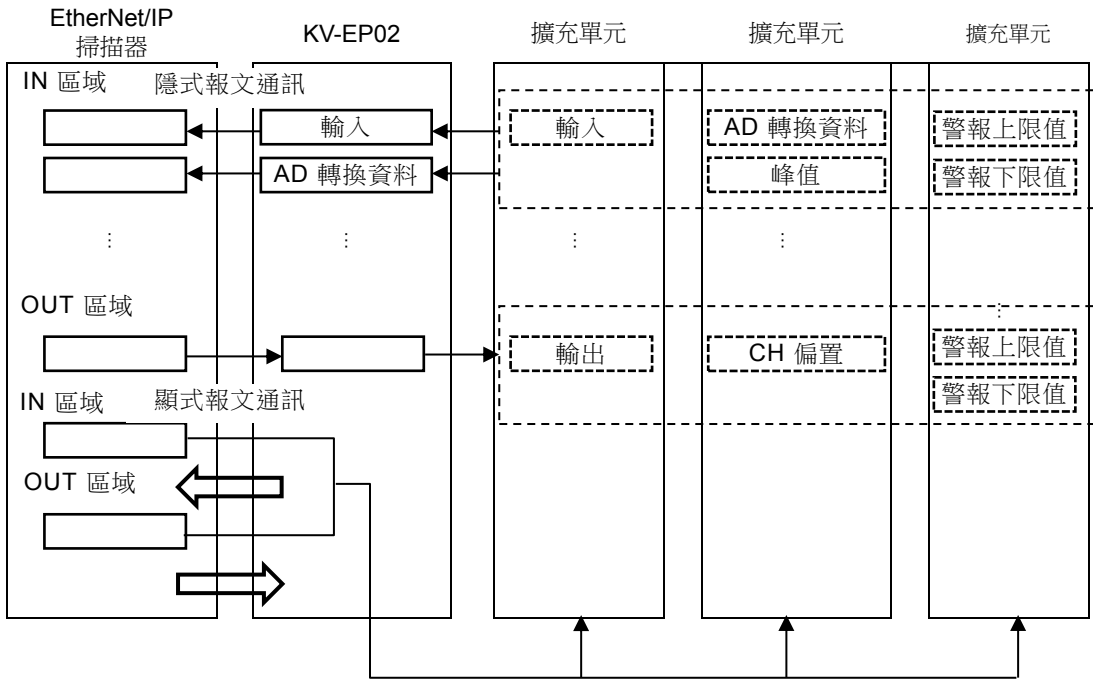 EtherNet/IP
掃描器
KV-EP02
擴充單元
擴充單元
擴充單元
IN 區域
隱式報文通訊
輸入
輸入
AD 轉換資料
警報上限值
AD 轉換資料
峰值
警報下限值
⋮
⋮
⋮
⋮
OUT 區域
⋮
輸出
CH 偏置
警報上限值
警報下限值
IN 區域
顯式報文通訊
OUT 區域